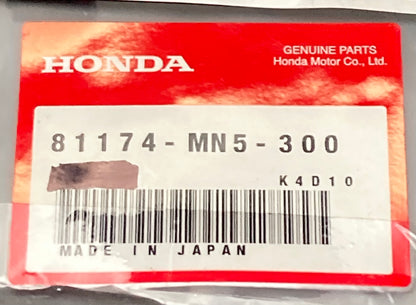 HONDA
GENUINE PARTS
Honda Motor Co., Ltd.
81174-MN5-300
K4D10
MADE IN JAPAN